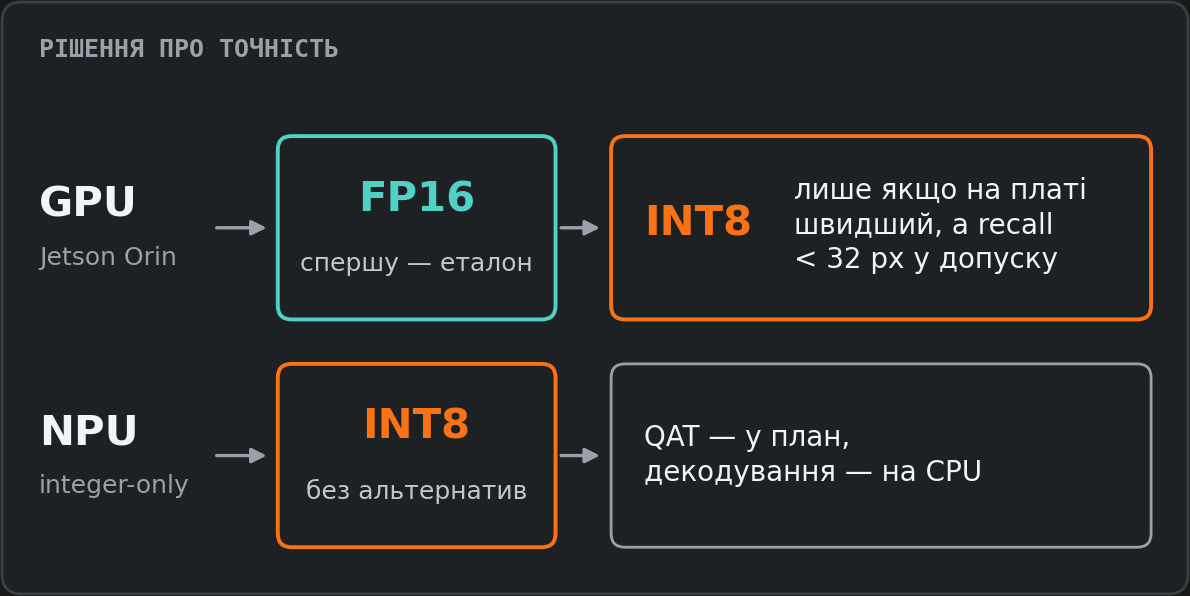 РІШЕННЯ ПРО ТОЧНІСТЬ
GPU
Jetson Orin
FP16
спершу — еталон
INT8
лише якщо на платі
швидший, а recall
< 32 px у допуску
NPU
integer-only
INT8
без альтернатив
QAT — у план,
декодування — на CPU